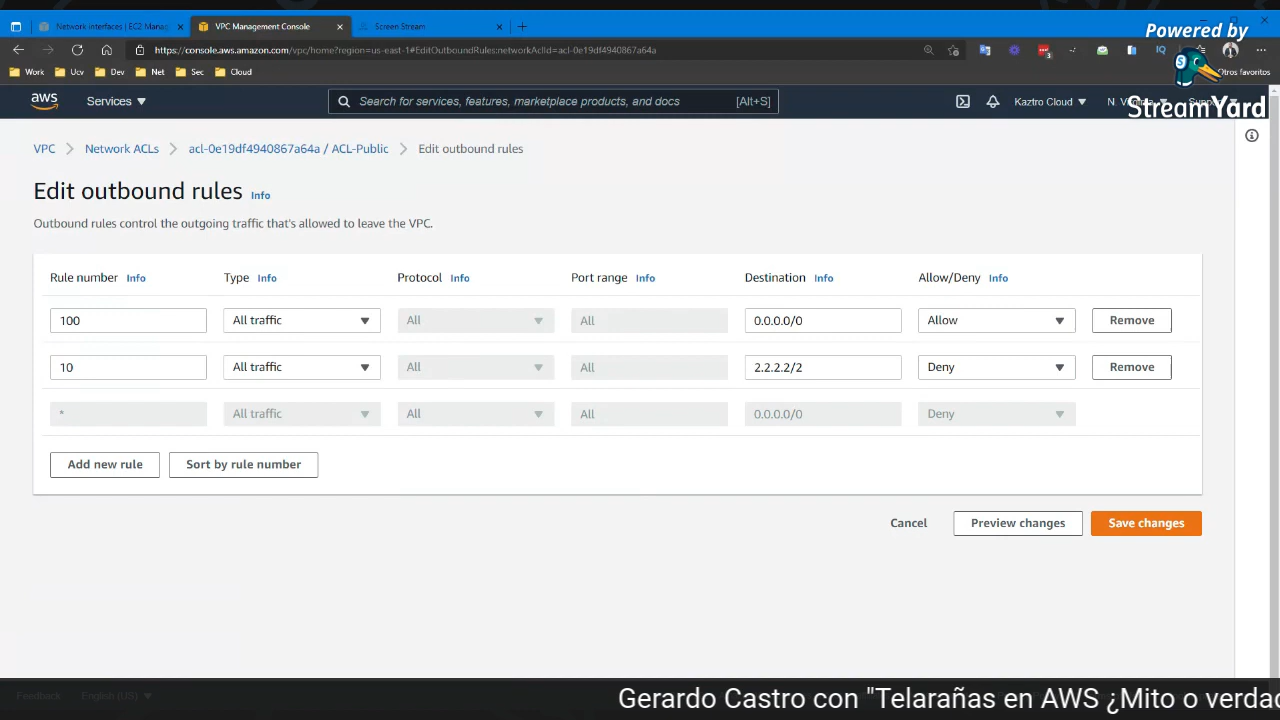 Network interfaces | EC2 Manag
VPC Management Console
Screen Stream
Powered by
https://console.aws.amazon.com/vpc/home?region=us-east-1#EditOutboundRules:networkAclId=acl-0e19df4940867a64a
Work Ucv Dev Net Sec Cloud
Otros favoritos
aws Services Search for services, features, marketplace products, and docs [Alt+S] Kaztro Cloud
StreamYard
VPC Network ACLs acl-0e19df4940867a64a / ACL-Public Edit outbound rules
Edit outbound rules Info
Outbound rules control the outgoing traffic that's allowed to leave the VPC.
Rule number Info Type Info Protocol Info Port range Info Destination Info Allow/Deny Info
100 All traffic All All 0.0.0.0/0 Allow Remove
10 All traffic All All 2.2.2.2/2 Deny Remove
* All traffic All All 0.0.0.0/0 Deny
Add new rule Sort by rule number
Cancel Preview changes Save changes
Feedback English (US)
Gerardo Castro con "Telarañas en AWS ¿Mito o verdad